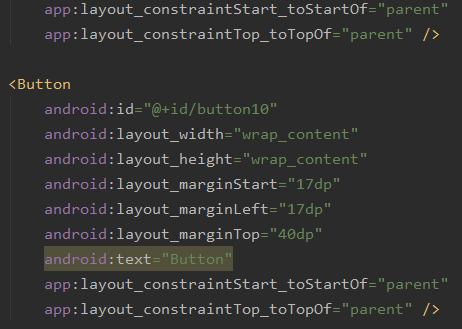 app:layout_constraintStart_toStartOf="parent"
app:layout_constraintTop_toTopOf="parent" />
<Button
android:id="@+id/button10"
android:layout_width="wrap_content"
android:layout_height="wrap_content"
android:layout_marginStart="17dp"
android:layout_marginLeft="17dp"
android:layout_marginTop="40dp"
android:text="Button"
app:layout_constraintStart_toStartOf="parent"
app:layout_constraintTop_toTopOf="parent" />